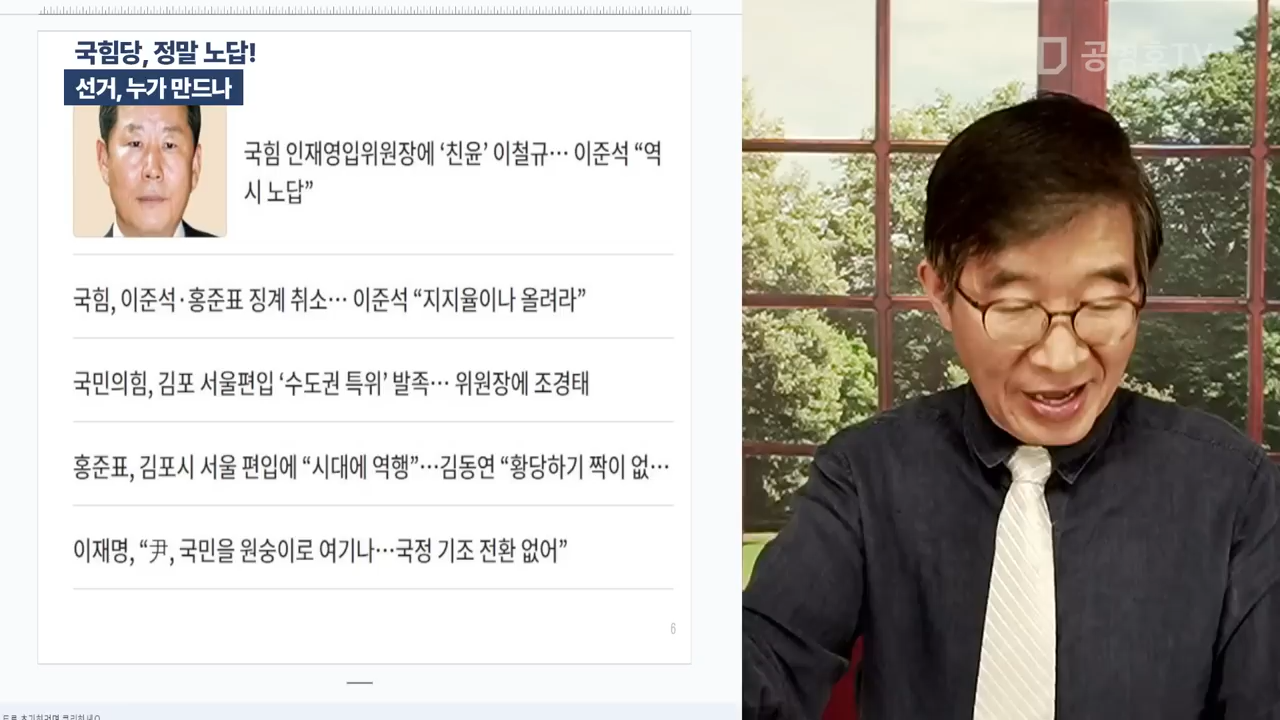 국힘당, 정말 노답!
선거, 누가 만드나
공병호TV
국힘 인재영입위원장에 ‘친윤’ 이철규… 이준석 “역
시 노답”
국힘, 이준석·홍준표 징계 취소… 이준석 “지지율이나 올려라”
국민의힘, 김포 서울편입 ‘수도권 특위’ 발족… 위원장에 조경태
홍준표, 김포시 서울 편입에 “시대에 역행”…김동연 “황당하기 짝이 없…
이재명, “尹, 국민을 원숭이로 여기나…국정 기조 전환 없어”
6